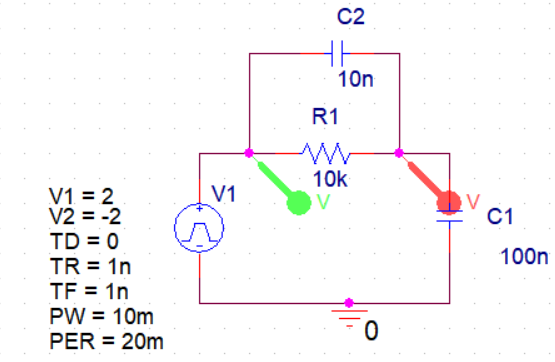 C2
10n
R1
10k
V1
V
V
C1
100n
V1 = 2
V2 = -2
TD = 0
TR = 1n
TF = 1n
PW = 10m
PER = 20m
0